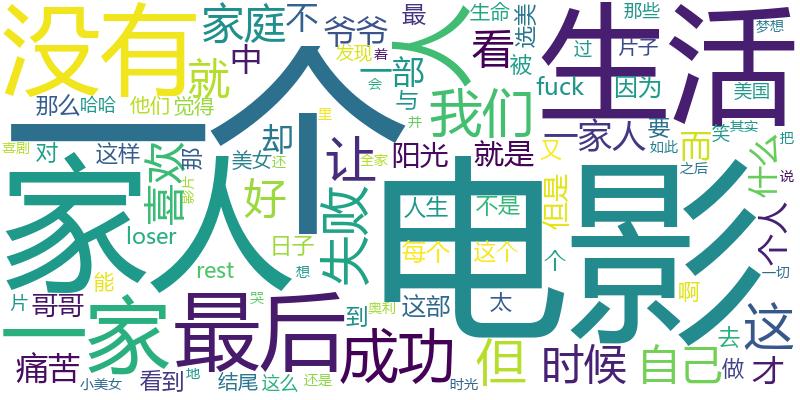 没有
家庭
不
爷爷
人
最
生命
选美
那些
梦想
生活
就
中
发现
着
看
过
片子
一部
被
fuck
因为
美国
那么
哈哈
他们
觉得
会
与
并
一个
我们
里
却
一家人
要
笑
其实
如此
把
喜剧
对
这样
那
美女
还
让
全家
阳光
就是
又
而
之后
什么
说
影片
喜欢
家人
好
失败
电影
人生
不是
但是
个人
一切
loser
日子
每个
这个
个
rest
想
能
片
哥哥
哭
奥利
到
这部
太
啊
这
一家
最后
成功
但
时候
自己
去
做
才
痛苦
小美女
看到
地
结尾
这么
还是
时光